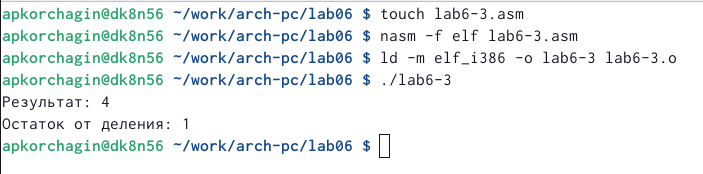 apkorchagin@dk8n56 ~/work/arch-pc/lab06 $ touch lab6-3.asm
apkorchagin@dk8n56 ~/work/arch-pc/lab06 $ nasm -f elf lab6-3.asm
apkorchagin@dk8n56 ~/work/arch-pc/lab06 $ ld -m elf_i386 -o lab6-3 lab6-3.o
apkorchagin@dk8n56 ~/work/arch-pc/lab06 $ ./lab6-3
Результат: 4
Остаток от деления: 1
apkorchagin@dk8n56 ~/work/arch-pc/lab06 $